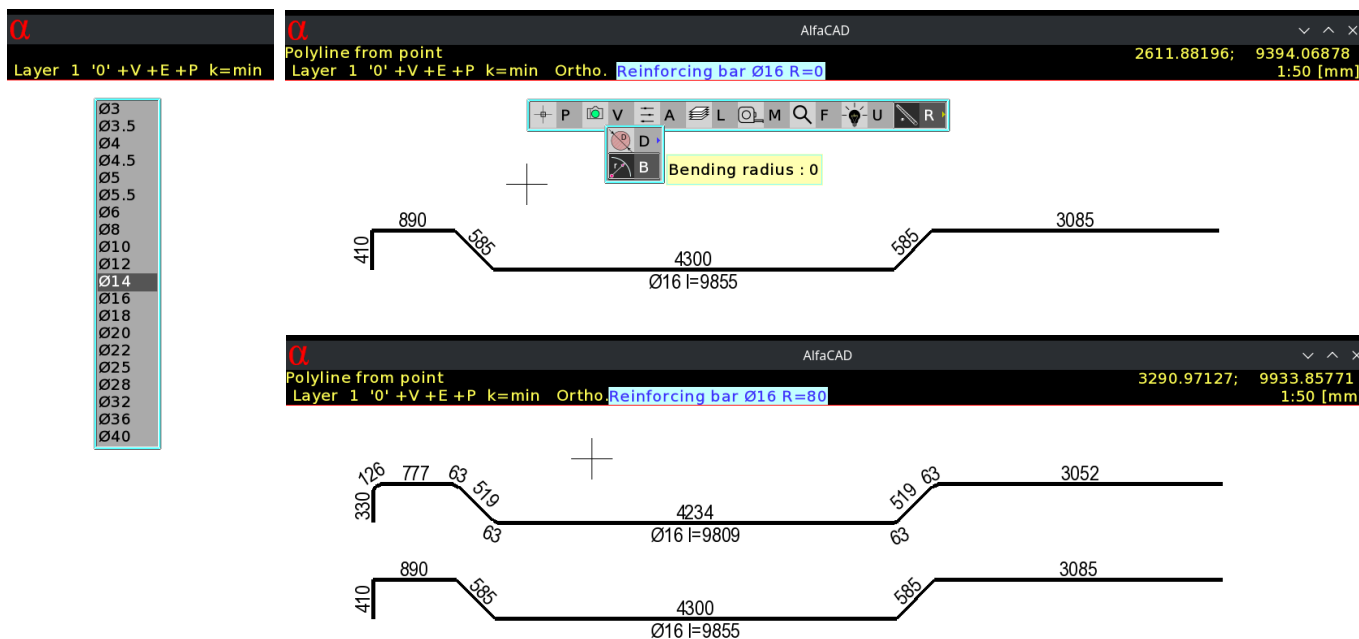 α
Layer 1 '0' +V +E +P k=min
Ø3
Ø3.5
Ø4
Ø4.5
Ø5
Ø5.5
Ø6
Ø8
Ø10
Ø12
Ø14
Ø16
Ø18
Ø20
Ø22
Ø25
Ø28
Ø32
Ø36
Ø40
α AlfaCAD
Polyline from point 2611.88196; 9394.06878
Layer 1 '0' +V +E +P k=min Ortho. Reinforcing bar Ø16 R=0 1:50 [mm]
P V A L M F U R
D
r B Bending radius : 0
890 3085
410 585 585
4300
Ø16 l=9855
α AlfaCAD
Polyline from point 3290.97127; 9933.85771
Layer 1 '0' +V +E +P k=min Ortho. Reinforcing bar Ø16 R=80 1:50 [mm
126 777 63 63 3052
330 519 519
4234
63 Ø16 l=9809 63
890 3085
410 585 585
4300
Ø16 l=9855